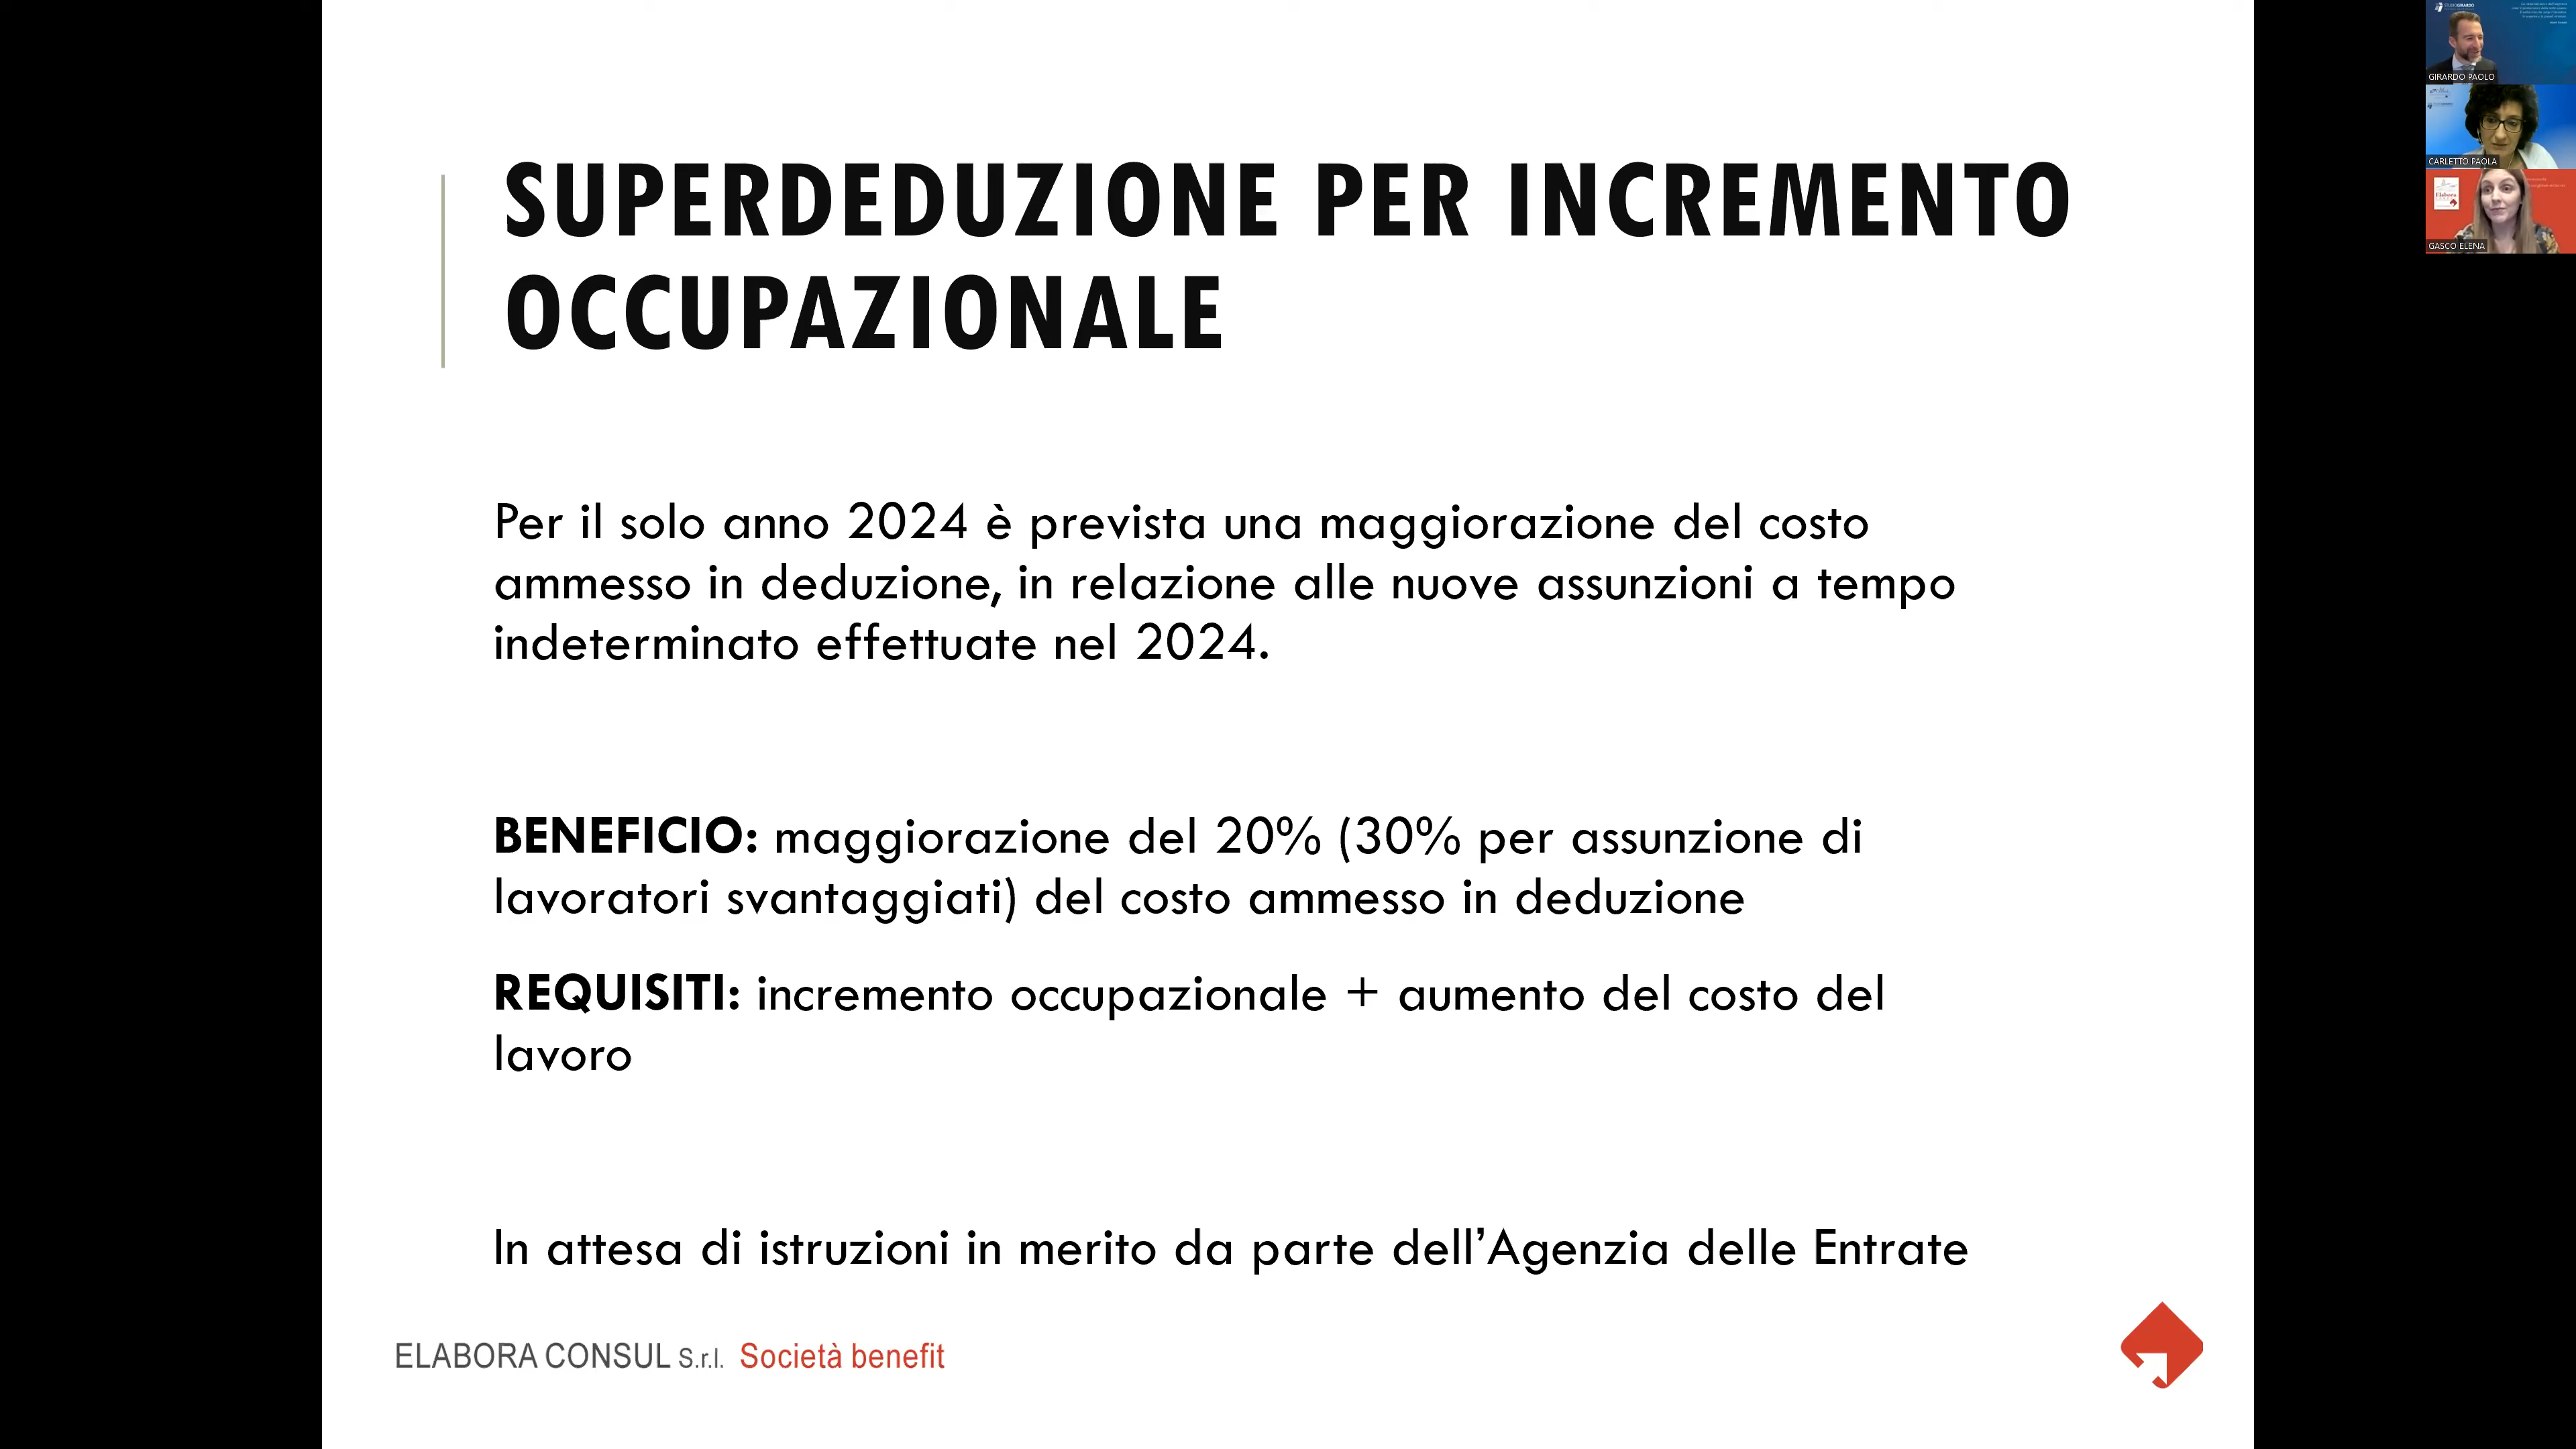 SUPERDEDUZIONE PER INCREMENTO
OCCUPAZIONALE
Per il solo anno 2024 è prevista una maggiorazione del costo
ammesso in deduzione, in relazione alle nuove assunzioni a tempo
indeterminato effettuate nel 2024.
BENEFICIO: maggiorazione del 20% (30% per assunzione di
lavoratori svantaggiati) del costo ammesso in deduzione
REQUISITI: incremento occupazionale + aumento del costo del
lavoro
In attesa di istruzioni in merito da parte dell’Agenzia delle Entrate
ELABORA CONSUL S.r.l. Società benefit
GIRARDO PAOLO
CARLETTO PAOLA
Elabora
GASCO ELENA